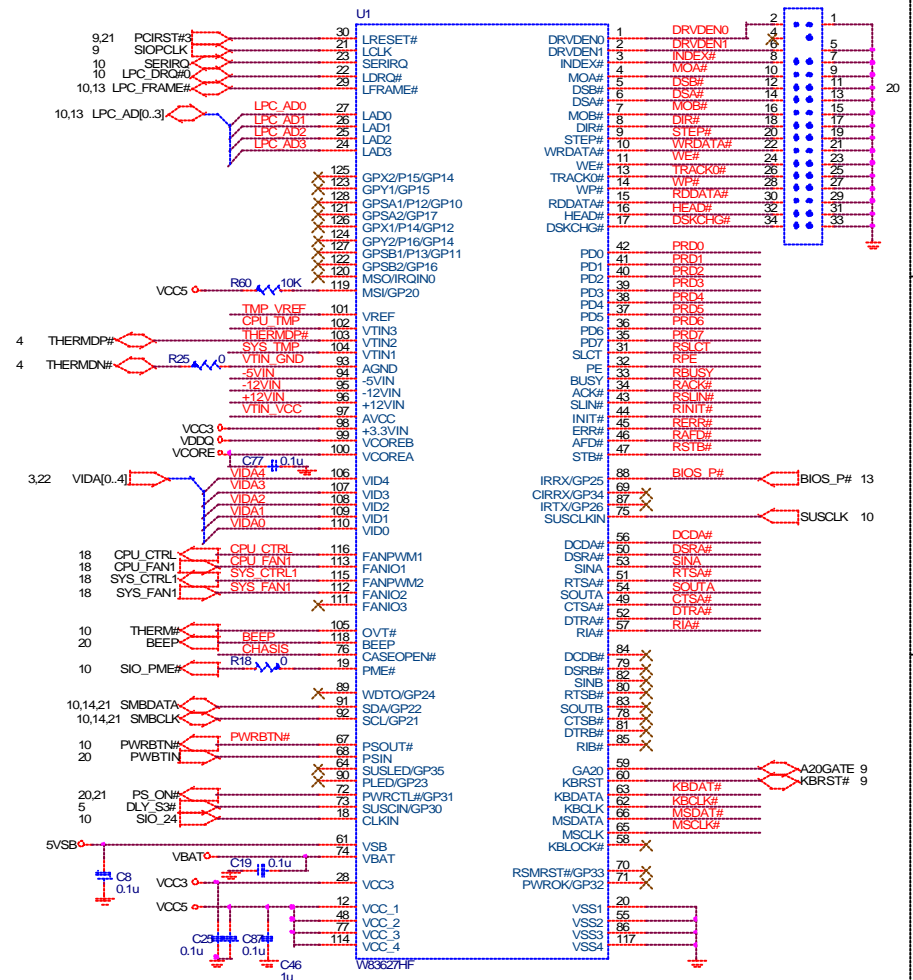 U1
9,21 PCIRST#3 30 LRESET#
9 SIOPCLK 21 LCLK
10 SERIRQ 23 SERIRQ
10 LPC_DRQ#0 22 LDRQ#
10,13 LPC_FRAME# 29 LFRAME#
10,13 LPC_AD[0..3] LPC_AD0 27 LAD0
LPC_AD1 26 LAD1
LPC_AD2 25 LAD2
LPC_AD3 24 LAD3
125 GPX2/P15/GP14
123 GPY1/GP15
128 GPSA1/P12/GP10
121 GPSA2/GP17
126 GPX1/P14/GP12
124 GPY2/P16/GP14
127 GPSB1/P13/GP11
122 GPSB2/GP16
120 MSO/IRQIN0
VCC5 R60 10K 119 MSI/GP20
TMP_VREF 101 VREF
CPU_TMP 102 VTIN3
4 THERMDP# THERMDP# 103 VTIN2
SYS_TMP 104 VTIN1
4 THERMDN# R25 0 VTIN_GND 93 AGND
-5VIN 94 -5VIN
-12VIN 95 -12VIN
+12VIN 96 +12VIN
VTIN_VCC 97 AVCC
VCC3 98 +3.3VIN
VDDQ 99 VCOREB
VCORE 100 VCOREA
C77 0.1u
3,22 VIDA[0..4] VIDA4 106 VID4
VIDA3 107 VID3
VIDA2 108 VID2
VIDA1 109 VID1
VIDA0 110 VID0
18 CPU_CTRL CPU_CTRL 116 FANPWM1
18 CPU_FAN1 CPU_FAN1 113 FANIO1
18 SYS_CTRL1 SYS_CTRL1 115 FANPWM2
18 SYS_FAN1 SYS_FAN1 112 FANIO2
111 FANIO3
10 THERM# 105 OVT#
20 BEEP BEEP 118 BEEP
CHASIS 76 CASEOPEN#
10 SIO_PME# R18 0 19 PME#
89 WDTO/GP24
10,14,21 SMBDATA 91 SDA/GP22
10,14,21 SMBCLK 92 SCL/GP21
10 PWRBTN# PWRBTN# 67 PSOUT#
20 PWBTIN 68 PSIN
64 SUSLED/GP35
90 PLED/GP23
20,21 PS_ON# 72 PWRCTL#/GP31
5 DLY_S3# 73 SUSCIN/GP30
10 SIO_24 18 CLKIN
5VSB 61 VSB
VBAT 74 VBAT
C19 0.1u
C8
0.1u
VCC3 28 VCC3
VCC5 12 VCC_1
48 VCC_2
77 VCC_3
114 VCC_4
0.1u
C87
0.1u
C46
1u
W83627HF
DRVDEN0 1 DRVDEN0
DRVDEN1 2 DRVDEN1
INDEX# 3 INDEX#
MOA# 4 MOA#
DSB# 5 DSB#
DSA# 6 DSA#
MOB# 7 MOB#
DIR# 8 DIR#
STEP# 9 STEP#
WRDATA# 10 WRDATA#
WE# 11 WE#
TRACK0# 13 TRACK0#
WP# 14 WP#
RDDATA# 15 RDDATA#
HEAD# 16 HEAD#
DSKCHG# 17 DSKCHG#
2 1
4
6 5
8 7
10 9
12 11
14 13
16 15
18 17
20 19
22 21
24 23
26 25
28 27
30 29
32 31
34 33
20
PD0 42 PRD0
PD1 41 PRD1
PD2 40 PRD2
PD3 39 PRD3
PD4 38 PRD4
PD5 37 PRD5
PD6 36 PRD6
PD7 35 PRD7
SLCT 31 RSLCT
PE 32 RPE
BUSY 33 RBUSY
ACK# 34 RACK#
SLIN# 43 RSLIN#
INIT# 44 RINIT#
ERR# 45 RERR#
AFD# 46 RAFD#
STB# 47 RSTB#
IRRX/GP25 88 BIOS_P# BIOS_P# 13
CIRRX/GP34 69
IRTX/GP26 87
SUSCLKIN 75 SUSCLK 10
DCDA# 56 DCDA#
DSRA# 50 DSRA#
SINA 53 SINA
RTSA# 51 RTSA#
SOUTA 54 SOUTA
CTSA# 49 CTSA#
DTRA# 52 DTRA#
RIA# 57 RIA#
DCDB# 84
DSRB# 79
SINB 82
RTSB# 80
SOUTB 83
CTSB# 78
DTRB# 81
RIB# 85
GA20 59 A20GATE 9
KBRST 60 KBRST# 9
KBDATA 63 KBDAT#
KBCLK 62 KBCLK#
MSDATA 66 MSDAT#
MSCLK 65 MSCLK#
KBLOCK# 58
RSMRST#/GP33 70
PWROK/GP32 71
VSS1 20
VSS2 55
VSS3 86
VSS4 117